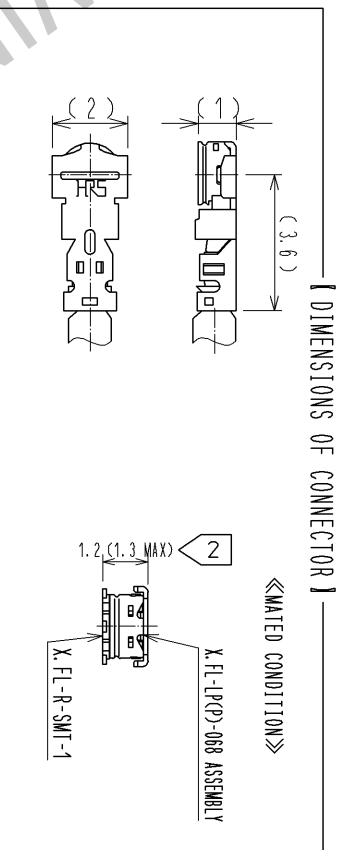 【 DIMENSIONS OF CONNECTOR 】
( 1 )
( 3.6 )
( 2 )
HRS
《MATED CONDITION》
X.FL-LP(P)-068 ASSEMBLY
1.2(1.3 MAX) 2
X.FL-R-SMT-1